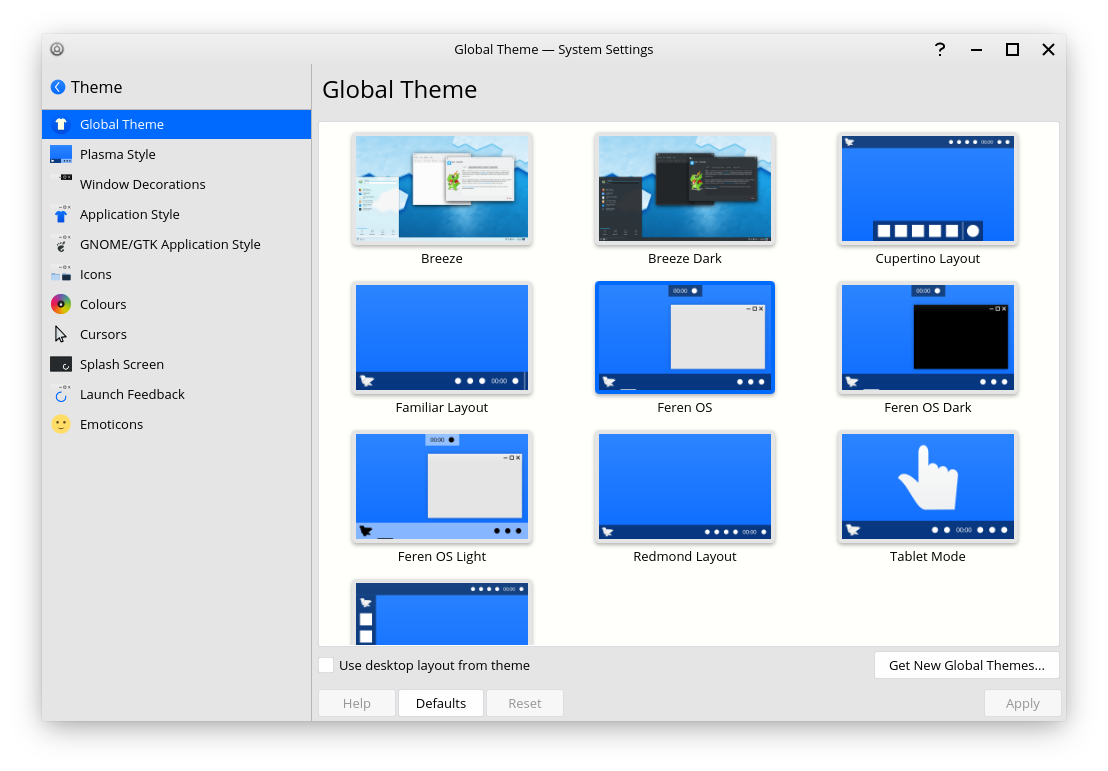 Global Theme — System Settings
Theme
Global Theme
Plasma Style
Window Decorations
Application Style
GNOME/GTK Application Style
Icons
Colours
Cursors
Splash Screen
Launch Feedback
Emoticons
Global Theme
Breeze
Breeze Dark
00:00
Cupertino Layout
00:00
Familiar Layout
00:00
Feren OS
00:00
Feren OS Dark
00:00
Feren OS Light
00:00
Redmond Layout
00:00
Tablet Mode
00:00
Use desktop layout from theme
Get New Global Themes...
Help
Defaults
Reset
Apply